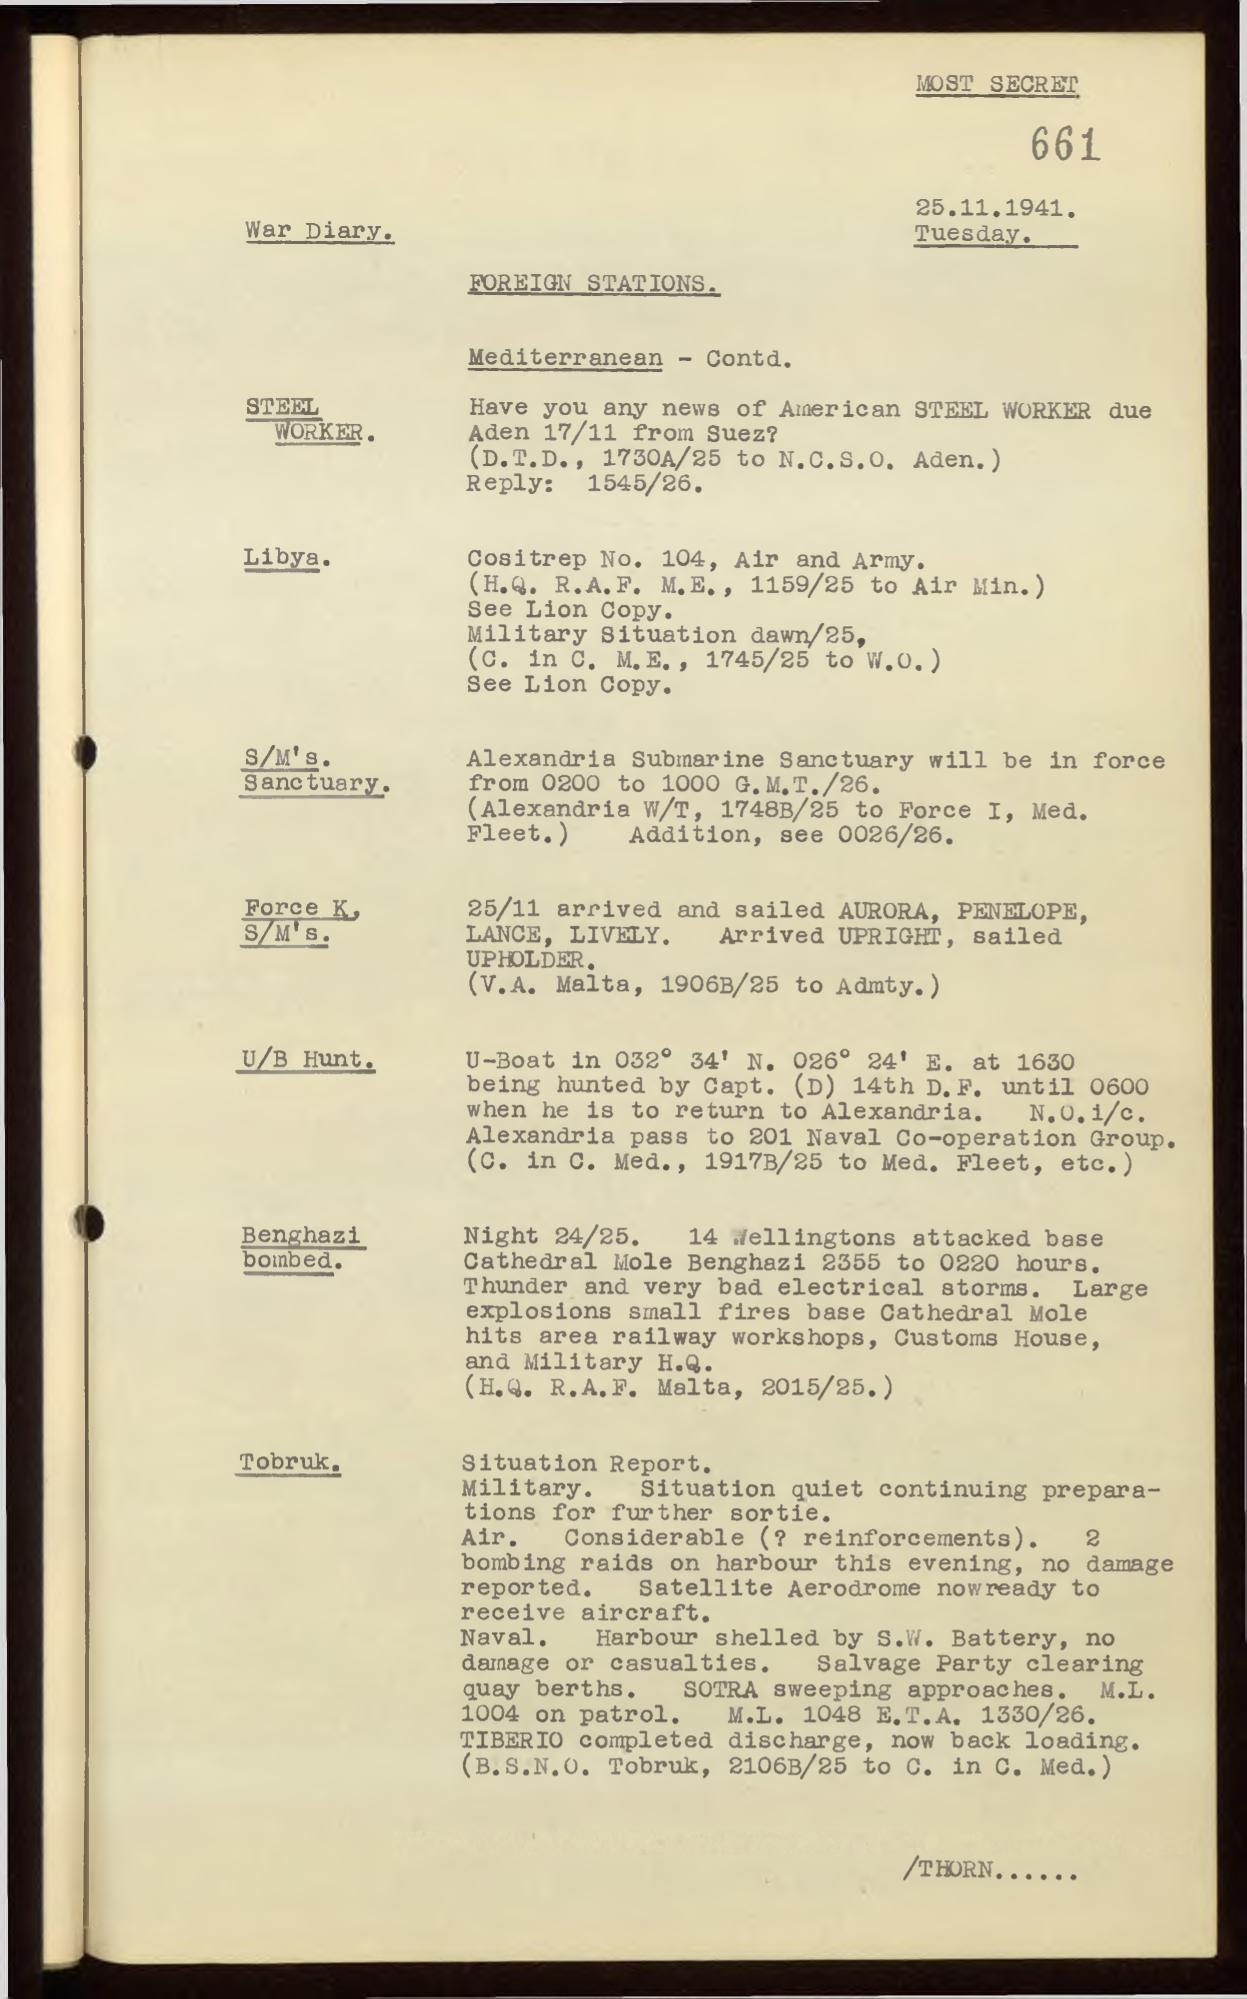 MOST SECRET
661
25.11.1941.
War Diary.
Tuesday.
FOREIGN STATIONS.
Mediterranean - Contd.
STEEL WORKER.
Have you any news of American STEEL WORKER due
Aden 17/11 from Suez?
(D.T.D., 1730A/25 to N.C.S.O. Aden.)
Reply: 1545/26.
Libya.
Cositrep No. 104, Air and Army.
(H.Q. R.A.F. M.E., 1159/25 to Air Min.)
See Lion Copy.
Military Situation dawn/25,
(C. in C. M.E., 1745/25 to W.O.)
See Lion Copy.
S/M's.
Sanctuary.
Alexandria Submarine Sanctuary will be in force
from 0200 to 1000 G.M.T./26.
(Alexandria W/T, 1748B/25 to Force I, Med.
Fleet.) Addition, see 0026/26.
Force K,
S/M's.
25/11 arrived and sailed AURORA, PENELOPE,
LANCE, LIVELY. Arrived UPRIGHT, sailed
UPHOLDER.
(V.A. Malta, 1906B/25 to Admty.)
U/B Hunt.
U-Boat in 032° 34' N. 026° 24' E. at 1630
being hunted by Capt. (D) 14th D.F. until 0600
when he is to return to Alexandria. N.O.i/c.
Alexandria pass to 201 Naval Co-operation Group.
(C. in C. Med., 1917B/25 to Med. Fleet, etc.)
Benghazi
bombed.
Night 24/25. 14 Wellingtons attacked base
Cathedral Mole Benghazi 2355 to 0220 hours.
Thunder and very bad electrical storms. Large
explosions small fires base Cathedral Mole
hits area railway workshops, Customs House,
and Military H.Q.
(H.Q. R.A.F. Malta, 2015/25.)
Tobruk.
Situation Report.
Military. Situation quiet continuing prepara-
tions for further sortie.
Air. Considerable (? reinforcements). 2
bombing raids on harbour this evening, no damage
reported. Satellite Aerodrome nowready to
receive aircraft.
Naval. Harbour shelled by S.W. Battery, no
damage or casualties. Salvage Party clearing
quay berths. SOTRA sweeping approaches. M.L.
1004 on patrol. M.L. 1048 E.T.A. 1330/26.
TIBERIO completed discharge, now back loading.
(B.S.N.O. Tobruk, 2106B/25 to C. in C. Med.)
/THORN......